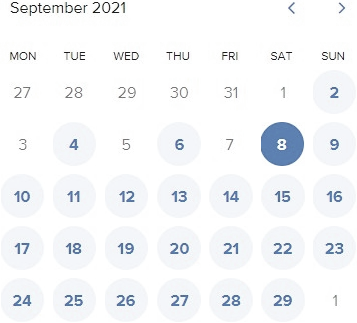 September 2021
MON TUE WED THU FRI SAT SUN
27 28 29 30 31 1 2
3 4 5 6 7 8 9
10 11 12 13 14 15 16
17 18 19 20 21 22 23
24 25 26 27 28 29 1